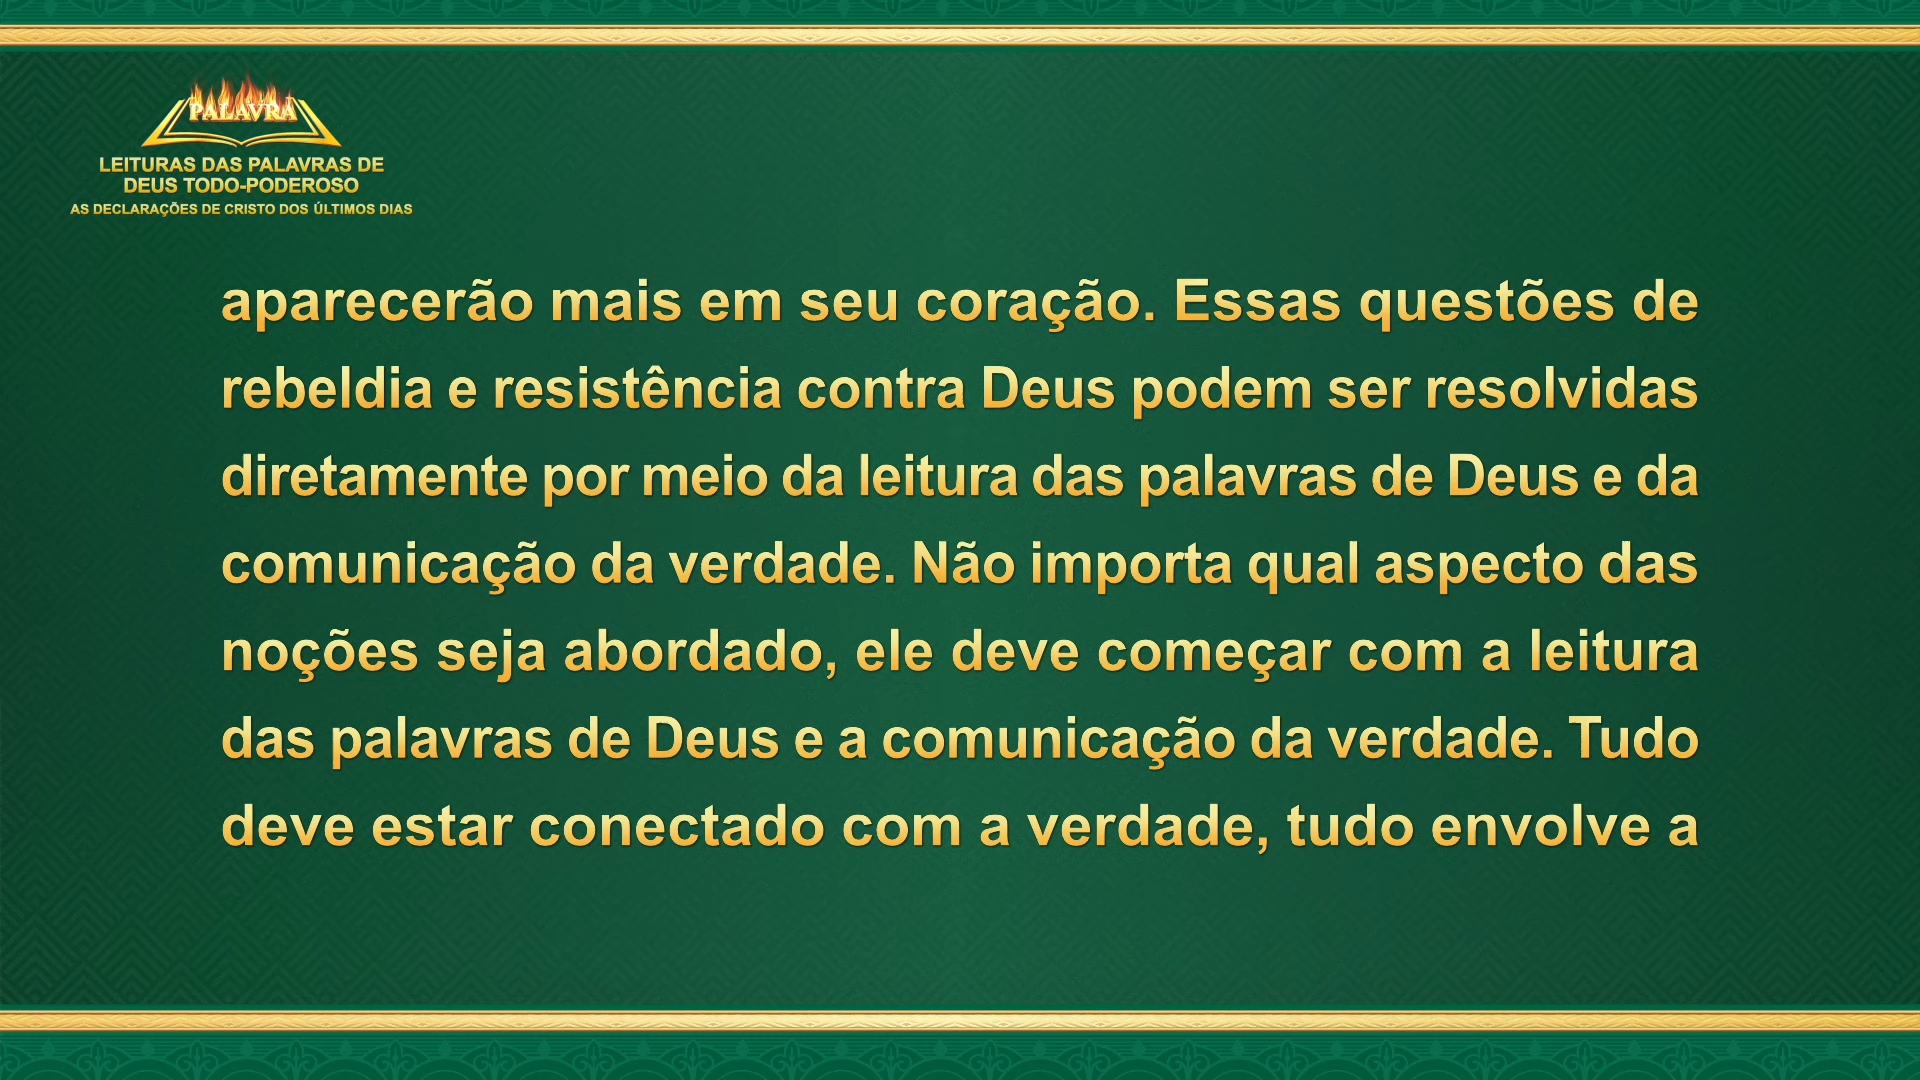 PALAVRA
LEITURAS DAS PALAVRAS DE
DEUS TODO-PODEROSO
AS DECLARAÇÕES DE CRISTO DOS ÚLTIMOS DIAS
aparecerão mais em seu coração. Essas questões de
rebeldia e resistência contra Deus podem ser resolvidas
diretamente por meio da leitura das palavras de Deus e da
comunicação da verdade. Não importa qual aspecto das
noções seja abordado, ele deve começar com a leitura
das palavras de Deus e a comunicação da verdade. Tudo
deve estar conectado com a verdade, tudo envolve a